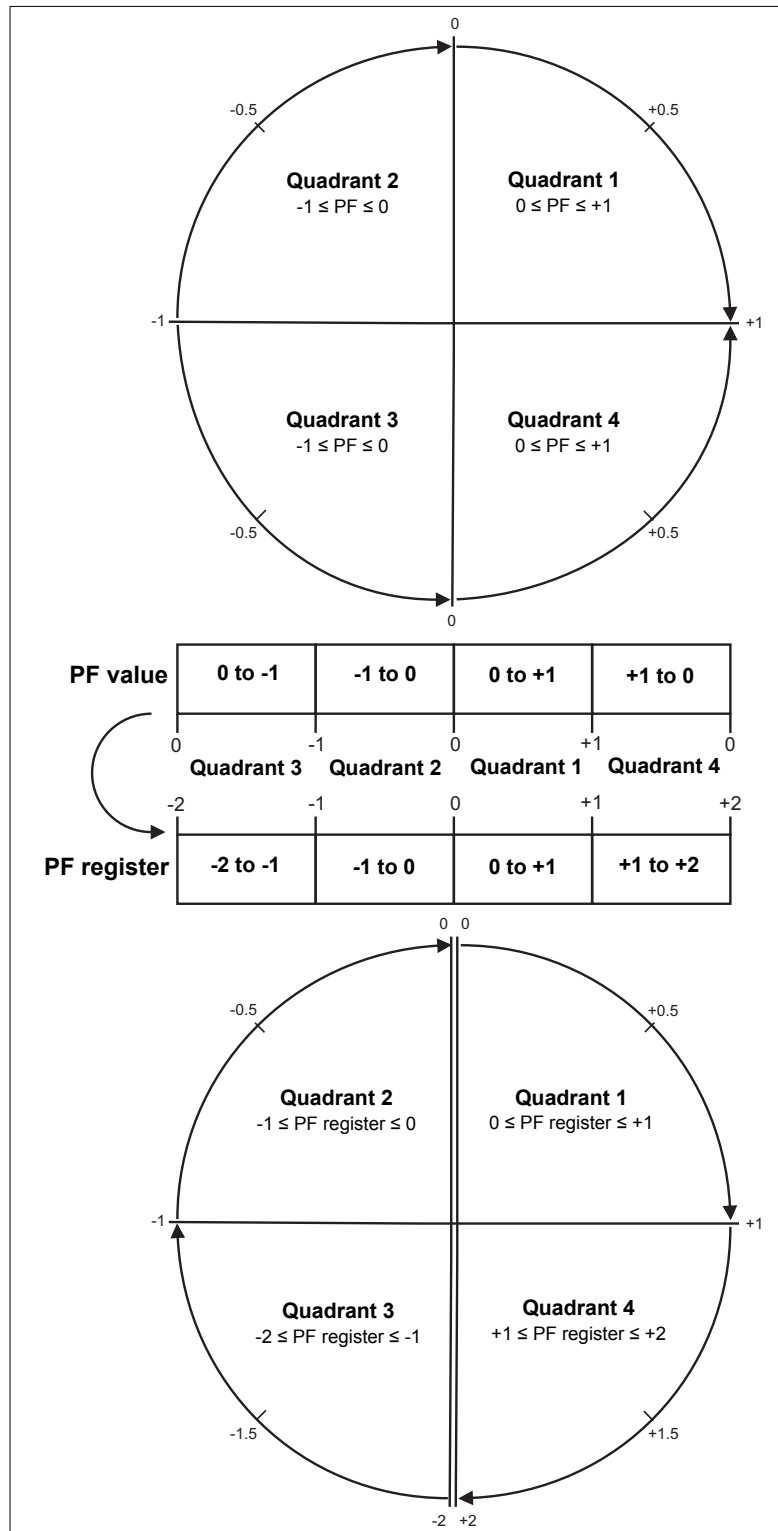 0
-0.5
+0.5
Quadrant 2
-1 ≤ PF ≤ 0
Quadrant 1
0 ≤ PF ≤ +1
-1
+1
Quadrant 3
-1 ≤ PF ≤ 0
Quadrant 4
0 ≤ PF ≤ +1
-0.5
+0.5
0
PF value 0 to -1 -1 to 0 0 to +1 +1 to 0
0 -1 0 +1 0
Quadrant 3 Quadrant 2 Quadrant 1 Quadrant 4
-2 -1 0 +1 +2
PF register -2 to -1 -1 to 0 0 to +1 +1 to +2
0 0
-0.5
+0.5
Quadrant 2
-1 ≤ PF register ≤ 0
Quadrant 1
0 ≤ PF register ≤ +1
-1
+1
Quadrant 3
-2 ≤ PF register ≤ -1
Quadrant 4
+1 ≤ PF register ≤ +2
-1.5
+1.5
-2 +2